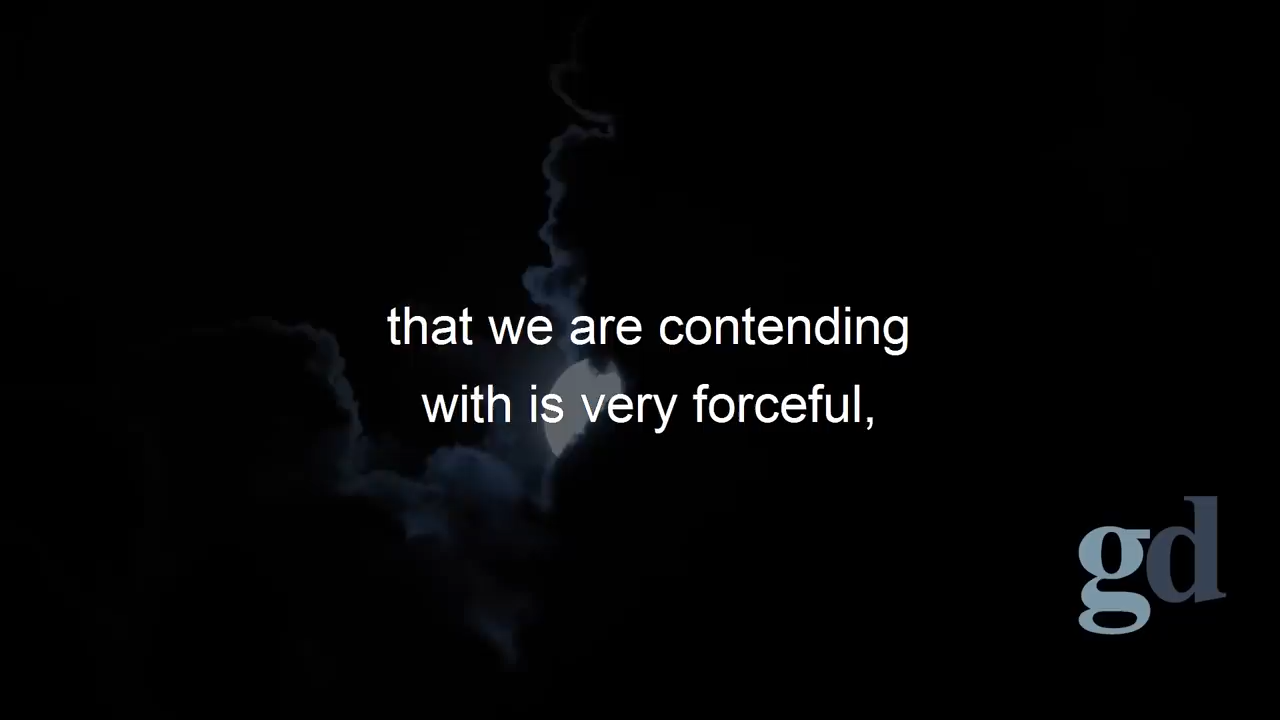 that we are contending
with is very forceful,
gd